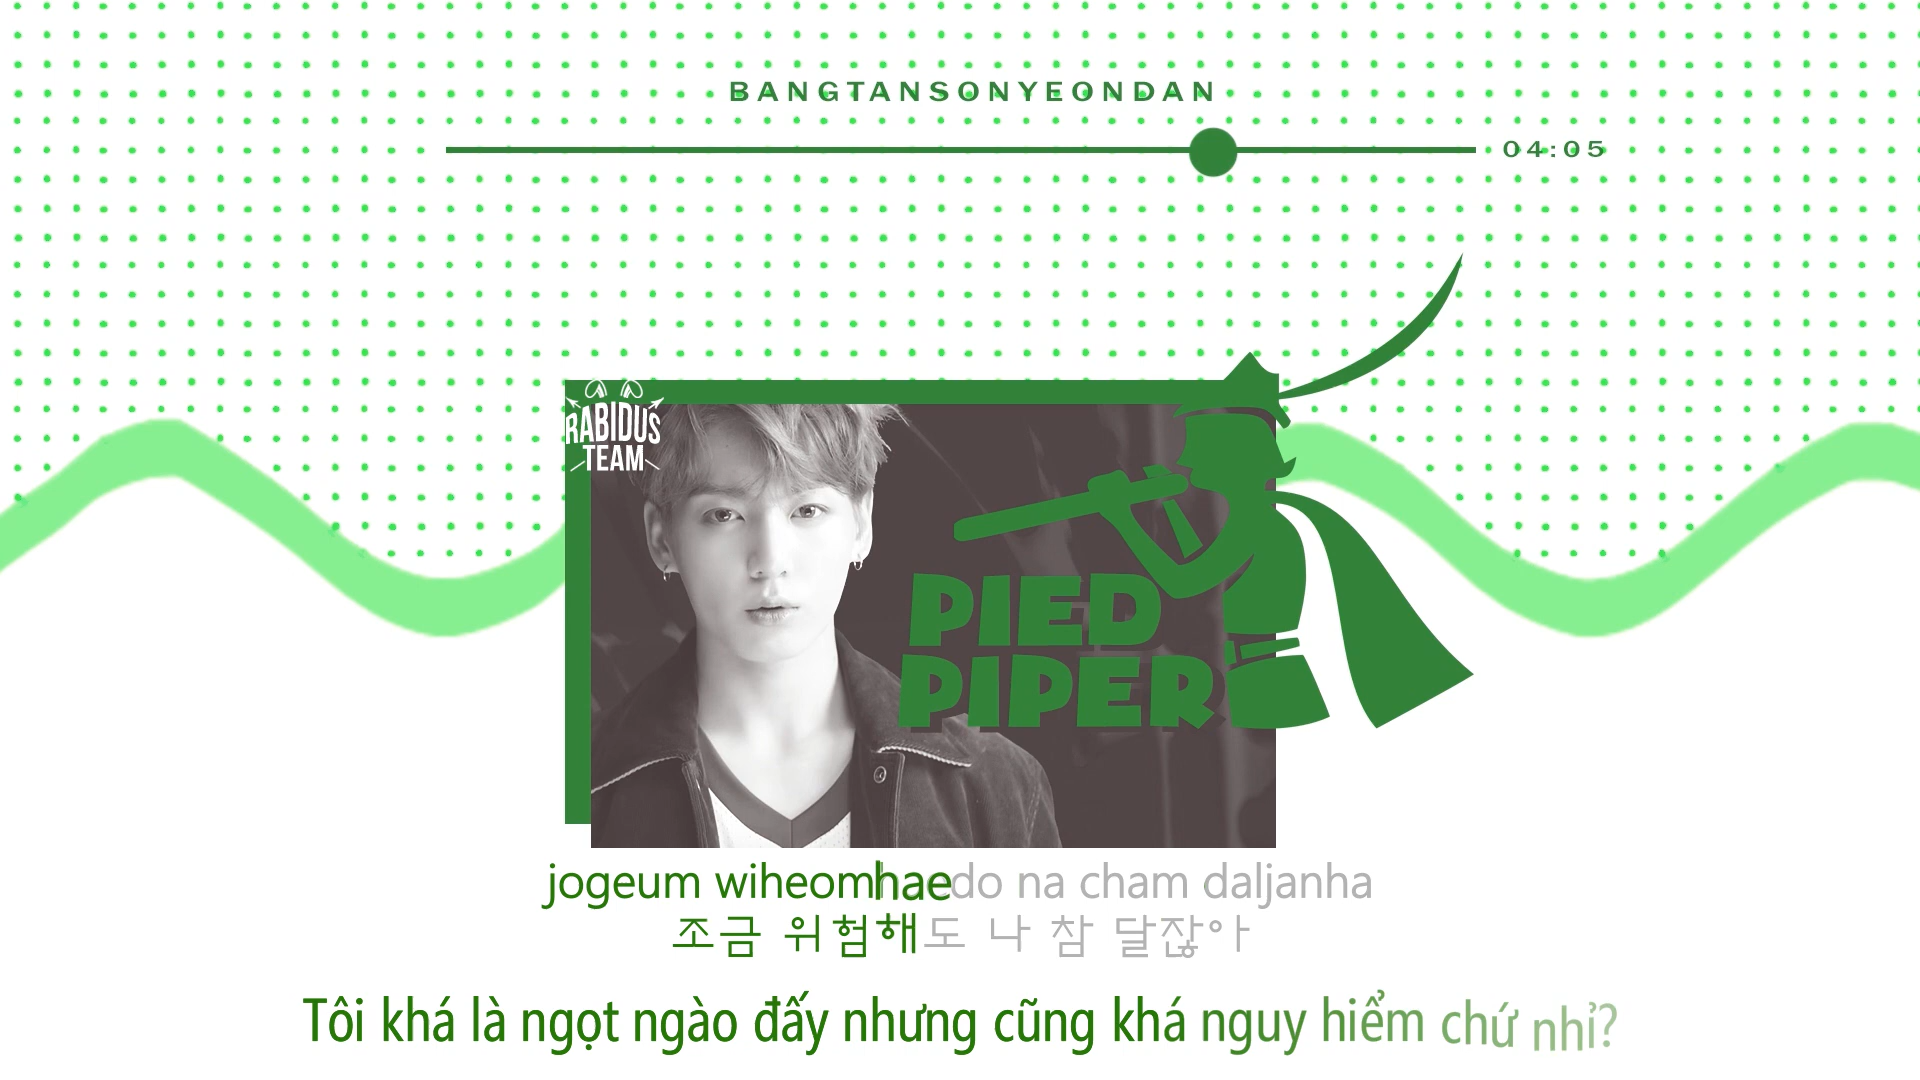 BANGTANSONYEONDAN
04:05
RABIDUS
TEAM
PIED
PIPER
jogeum wiheomhaedo na cham daljanha
조금 위험해도 나 참 달잖아
Tôi khá là ngọt ngào đấy nhưng cũng khá nguy hiểm chứ nhỉ?